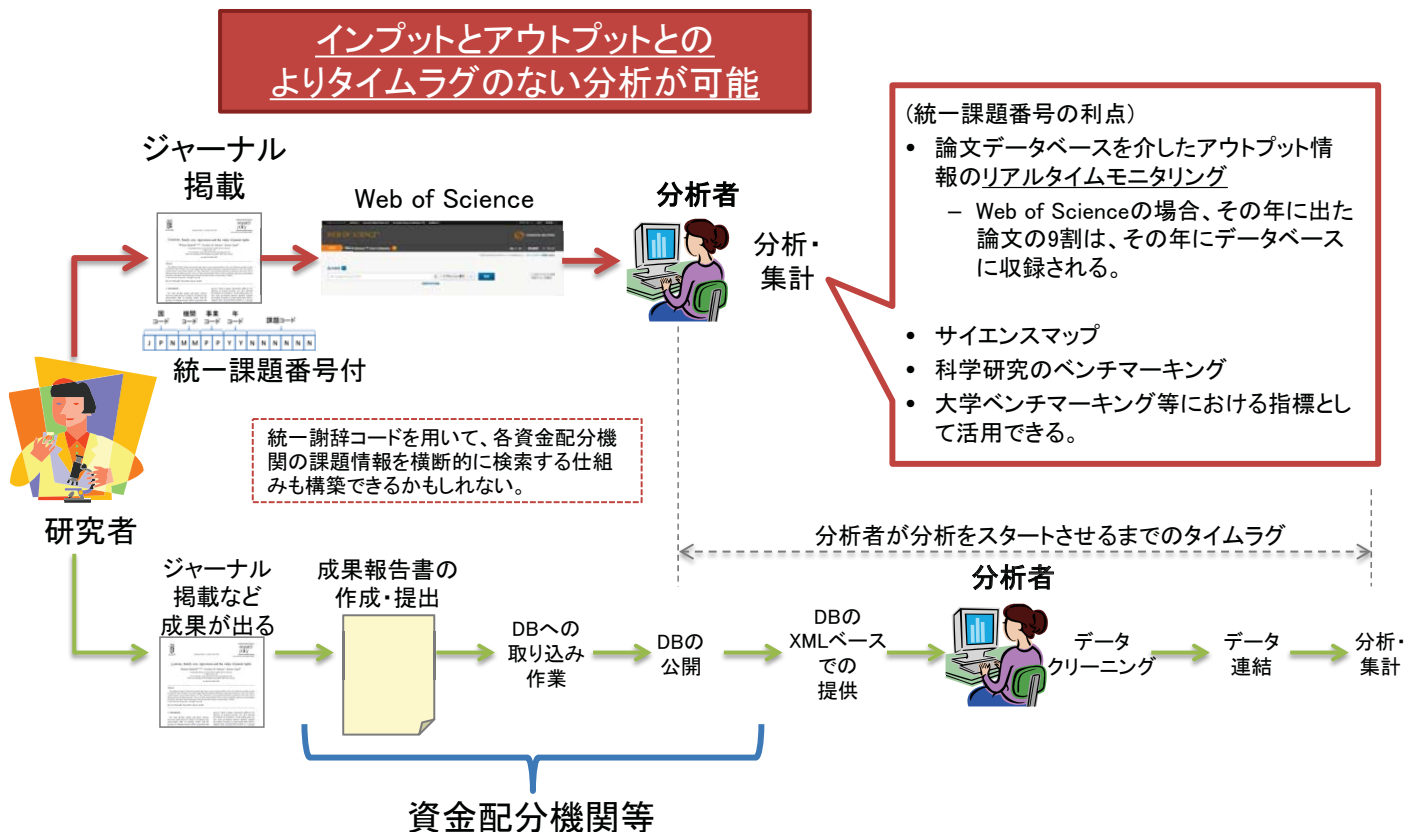 インプットとアウトプットとの
よりタイムラグのない分析が可能
ジャーナル
掲載
Web of Science
分析者
分析・
集計
(統一課題番号の利点)
• 論文データベースを介したアウトプット情
報のリアルタイムモニタリング
– Web of Scienceの場合、その年に出た
論文の9割は、その年にデータベース
に収録される。
• サイエンスマップ
• 科学研究のベンチマーキング
• 大学ベンチマーキング等における指標とし
て活用できる。
国
コード
機関
コード
事業
コード
年
コード
課題コード
J P N M M P P Y Y N N N N N N
統一課題番号付
統一謝辞コードを用いて、各資金配分機
関の課題情報を横断的に検索する仕組
みも構築できるかもしれない。
研究者
分析者が分析をスタートさせるまでのタイムラグ
ジャーナル
掲載など
成果が出る
成果報告書の
作成・提出
DBへの
取り込み
作業
DBの
公開
DBの
XMLベース
での
提供
分析者
データ
クリーニング
データ
連結
分析・
集計
資金配分機関等